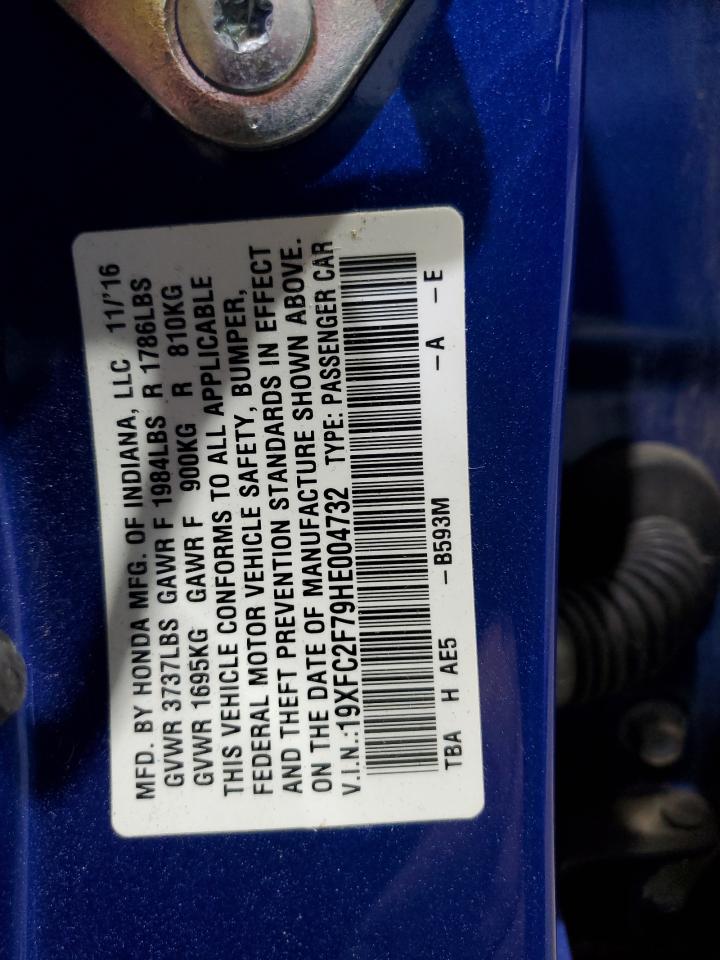 MFD. BY HONDA MFG. OF INDIANA, LLC 11/'16
GVWR 3737LBS GAWR F 1984LBS R 1786LBS
GVWR 1695KG GAWR F 900KG R 810KG
THIS VEHICLE CONFORMS TO ALL APPLICABLE
FEDERAL MOTOR VEHICLE SAFETY, BUMPER,
AND THEFT PREVENTION STANDARDS IN EFFECT
ON THE DATE OF MANUFACTURE SHOWN ABOVE.
V.I.N.:19XFC2F79HE004732 TYPE: PASSENGER CAR
TBA H AE5 -B593M -A -E